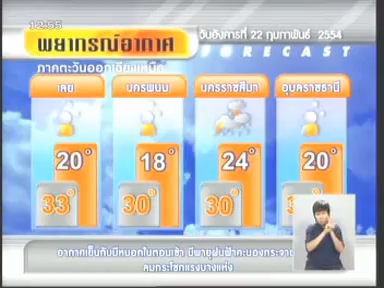 12:55
พยากรณ์อากาศ
วันอังคารที่ 22 กุมภาพันธ์ 2554
FORECAST
ภาคตะวันออกเฉียงเหนือ
เลย นครพนม นครราชสีมา อุบลราชธานี
20° 18° 24° 20°
33° 30° 30°
อากาศเย็นกับมีหมอกในตอนเช้า มีพายุฝนฟ้าคะนองกระจาย
ลมกระโชกแรงบางแห่ง